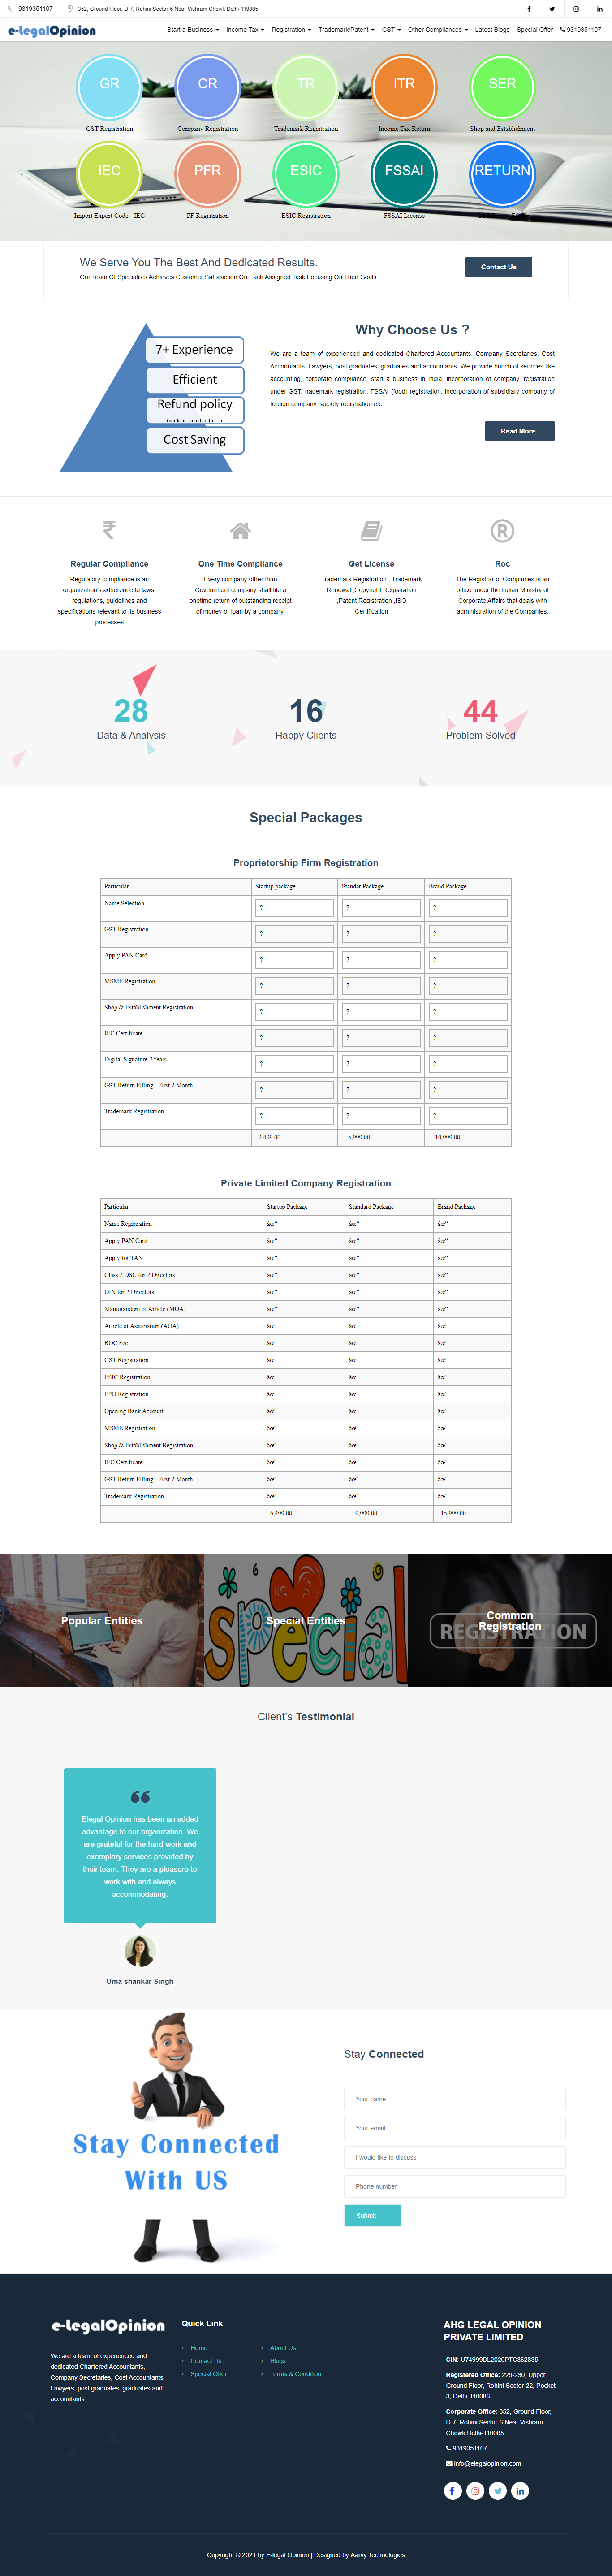 9319351107
352, Ground Floor, D-7, Rohini Sector-6 Near Vishram Chowk Delhi-110085
e-legalOpinion
Start a Business
Income Tax
Registration
Trademark/Patent
GST
Other Compliances
Latest Blogs
Special Offer
9319351107
GR
CR
TR
ITR
SER
GST Registration
Company Registration
Trademark Registration
Income Tax Return
Shop and Establishment
IEC
PFR
ESIC
FSSAI
RETURN
Import Export Code - IEC
PF Registration
ESIC Registration
FSSAI License
We Serve You The Best And Dedicated Results.
Our Team Of Specialists Achieves Customer Satisfaction On Each Assigned Task Focusing On Their Goals.
Contact Us
7+ Experience
Efficient
Refund policy
If work not completed in time
Cost Saving
Why Choose Us ?
We are a team of experienced and dedicated Chartered Accountants, Company Secretaries, Cost
Accountants, Lawyers, post graduates, graduates and accountants. We provide bunch of services like
accounting, corporate compliance, start a business in India, incorporation of company, registration
under GST, trademark registration, FSSAI (food) registration, incorporation of subsidiary company of
foreign company, society registration etc.
Read More..
Regular Compliance
Regulatory compliance is an
organization's adherence to laws,
regulations, guidelines and
specifications relevant to its business
processes
One Time Compliance
Every company other than
Government company shall file a
onetime return of outstanding receipt
of money or loan by a company.
Get License
Trademark Registration , Trademark
Renewal ,Copyright Registration
,Patent Registration ,ISO
Certification
Roc
The Registrar of Companies is an
office under the Indian Ministry of
Corporate Affairs that deals with
administration of the Companies.
28
Data & Analysis
16
Happy Clients
44
Problem Solved
Special Packages
Proprietorship Firm Registration
Particular Startup package Standar Package Brand Package
Name Selection ? ? ?
GST Registration ? ? ?
Apply PAN Card ? ? ?
MSME Registration ? ? ?
Shop & Establishment Registration ? ? ?
IEC Certificate ? ? ?
Digital Signature-2Years ? ? ?
GST Return Filling - First 2 Month ? ? ?
Trademark Registration ? ? ?
2,499.00 5,999.00 10,999.00
Private Limited Company Registration
Particular Startup Package Standard Package Brand Package
Name Registration âœ“ âœ“ âœ“
Apply PAN Card âœ“ âœ“ âœ“
Apply for TAN âœ“ âœ“ âœ“
Class 2 DSC for 2 Directors âœ“ âœ“ âœ“
DIN for 2 Directors âœ“ âœ“ âœ“
Mamorandum of Article (MOA) âœ“ âœ“ âœ“
Article of Association (AOA) âœ“ âœ“ âœ“
ROC Fee âœ“ âœ“ âœ“
GST Registration âœ“ âœ“ âœ“
ESIC Registration âœ“ âœ“ âœ“
EPO Registration âœ“ âœ“ âœ“
Opening Bank Account âœ“ âœ“ âœ“
MSME Registration âœ˜ âœ“ âœ“
Shop & Establishment Registration âœ˜ âœ“ âœ“
IEC Certificate âœ˜ âœ“ âœ“
GST Return Filling - First 2 Month âœ˜ âœ˜ âœ“
Trademark Registration âœ˜ âœ˜ âœ“
6,499.00 9,999.00 15,999.00
Popular Entities
Special Entities
special
Common
Registration
REGISTRATION
Client's Testimonial
Elegal Opinion has been an added
advantage to our organization. We
are grateful for the hard work and
exemplary services provided by
their team. They are a pleasure to
work with and always
accommodating.
Uma shankar Singh
Stay Connected
With US
Stay Connected
Your name
Your email
I would like to discuss
Phone number
Submit
e-legalOpinion
We are a team of experienced and
dedicated Chartered Accountants,
Company Secretaries, Cost Accountants,
Lawyers, post graduates, graduates and
accountants.
Quick Link
Home
Contact Us
Special Offer
About Us
Blogs
Terms & Condition
AHG LEGAL OPINION
PRIVATE LIMITED
CIN: U74999DL2020PTC362835
Registered Office: 229-230, Upper
Ground Floor, Rohini Sector-22, Pocket-
3, Delhi-110086
Corporate Office: 352, Ground Floor,
D-7, Rohini Sector-6 Near Vishram
Chowk Delhi-110085
9319351107
info@elegalopinion.com
Copyright © 2021 by E-legal Opinion | Designed by Aarvy Technologies